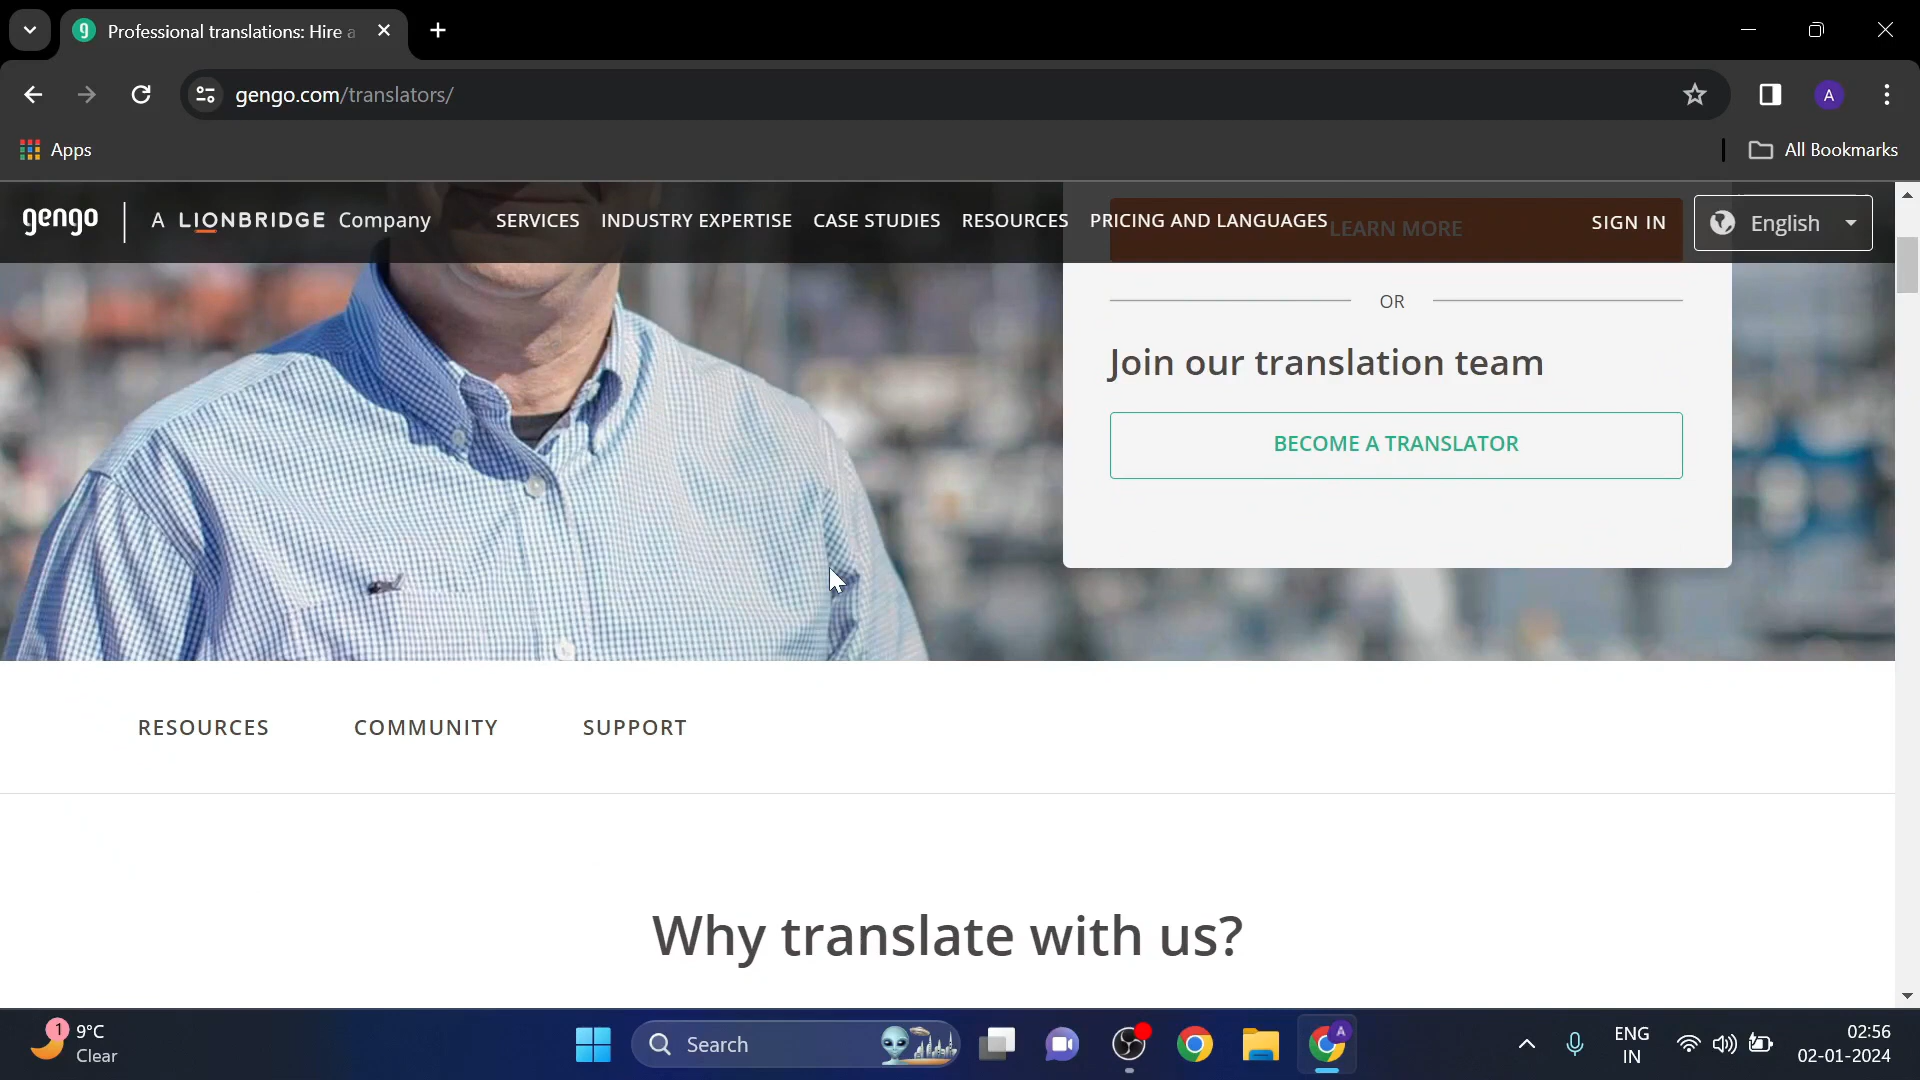 g Professional translations: Hire a
gengo.com/translators/
A
Apps
All Bookmarks
gengo A LIONBRIDGE Company SERVICES INDUSTRY EXPERTISE CASE STUDIES RESOURCES PRICING AND LANGUAGES SIGN IN English
LEARN MORE
OR
Join our translation team
BECOME A TRANSLATOR
RESOURCES COMMUNITY SUPPORT
Why translate with us?
1
9°C
Clear
Search
A
ENG
IN
02:56
02-01-2024